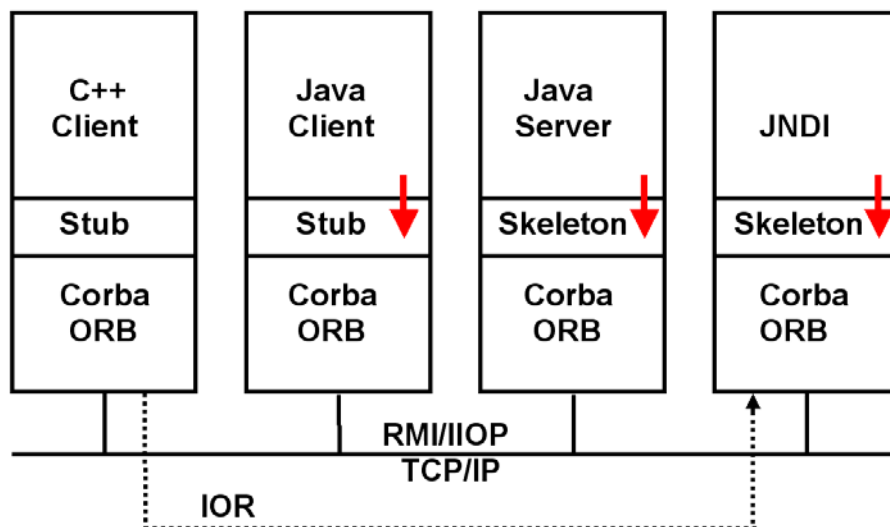 C++
Client
Java
Client
Java
Server
JNDI
Stub
Stub
Skeleton
Skeleton
Corba
ORB
Corba
ORB
Corba
ORB
Corba
ORB
RMI/IIOP
TCP/IP
IOR